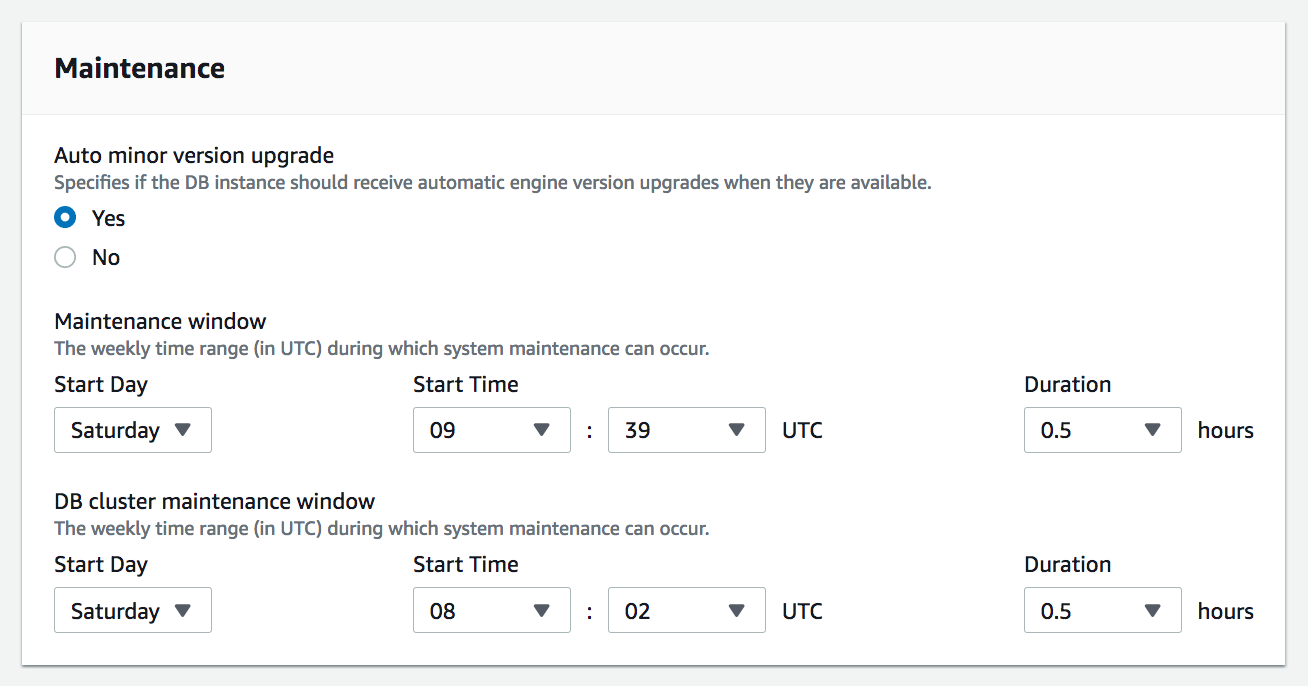 Maintenance
Auto minor version upgrade
Specifies if the DB instance should receive automatic engine version upgrades when they are available.
Yes
No
Maintenance window
The weekly time range (in UTC) during which system maintenance can occur.
Start Day Start Time Duration
Saturday 09 : 39 UTC 0.5 hours
DB cluster maintenance window
The weekly time range (in UTC) during which system maintenance can occur.
Start Day Start Time Duration
Saturday 08 : 02 UTC 0.5 hours